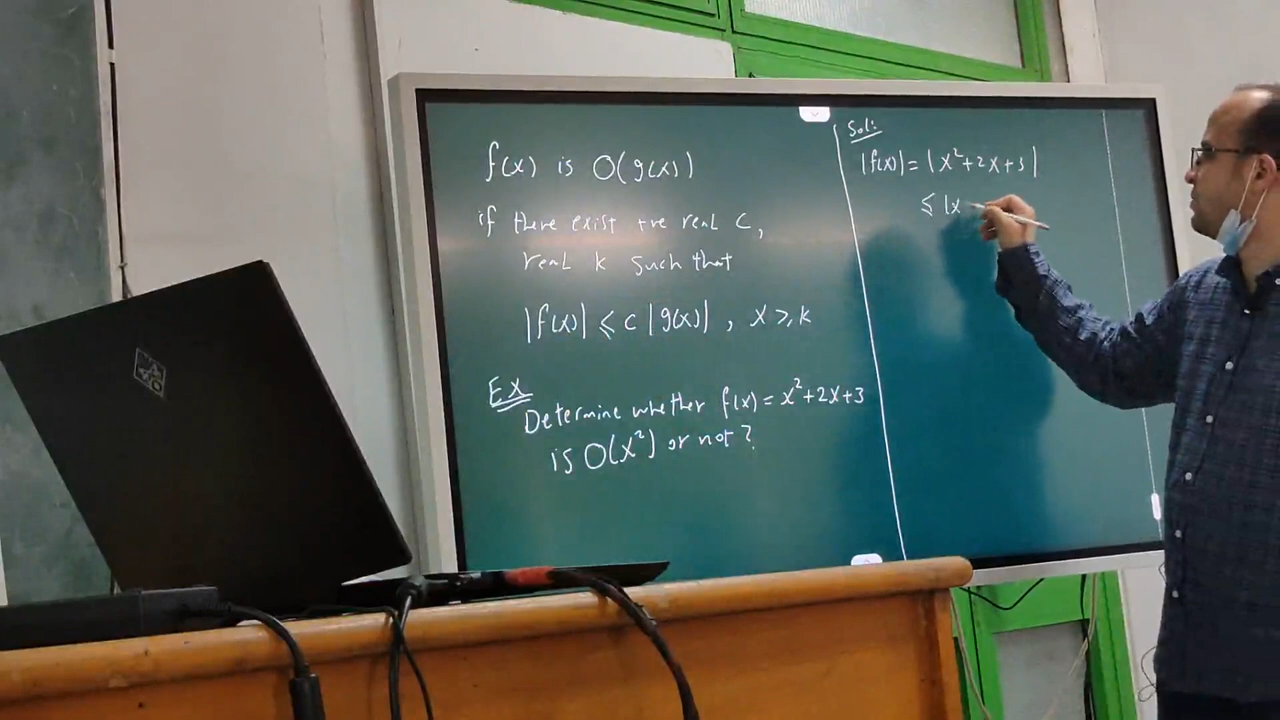 f(x) is O(g(x))
if there exist +ve real c,
real k such that
|f(x)| ⩽ c |g(x)| , x ⩾ k
Ex
Determine whether f(x) = x²+2x+3
is O(x²) or not?
Sol:
|f(x)| = |x²+2x+3|
⩽ |x